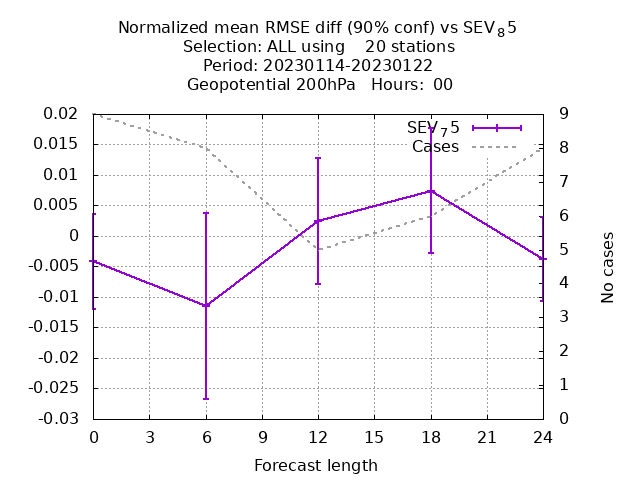 Normalized mean RMSE diff (90% conf) vs SEV₈5
Selection: ALL using    20 stations
Period: 20230114-20230122
Geopotential 200hPa   Hours:  00
0.02
0.015
0.01
0.005
0
-0.005
-0.01
-0.015
-0.02
-0.025
-0.03
SEV₇5
Cases
9
8
7
6
5
4
3
2
1
0
No cases
0 3 6 9 12 15 18 21 24
Forecast length